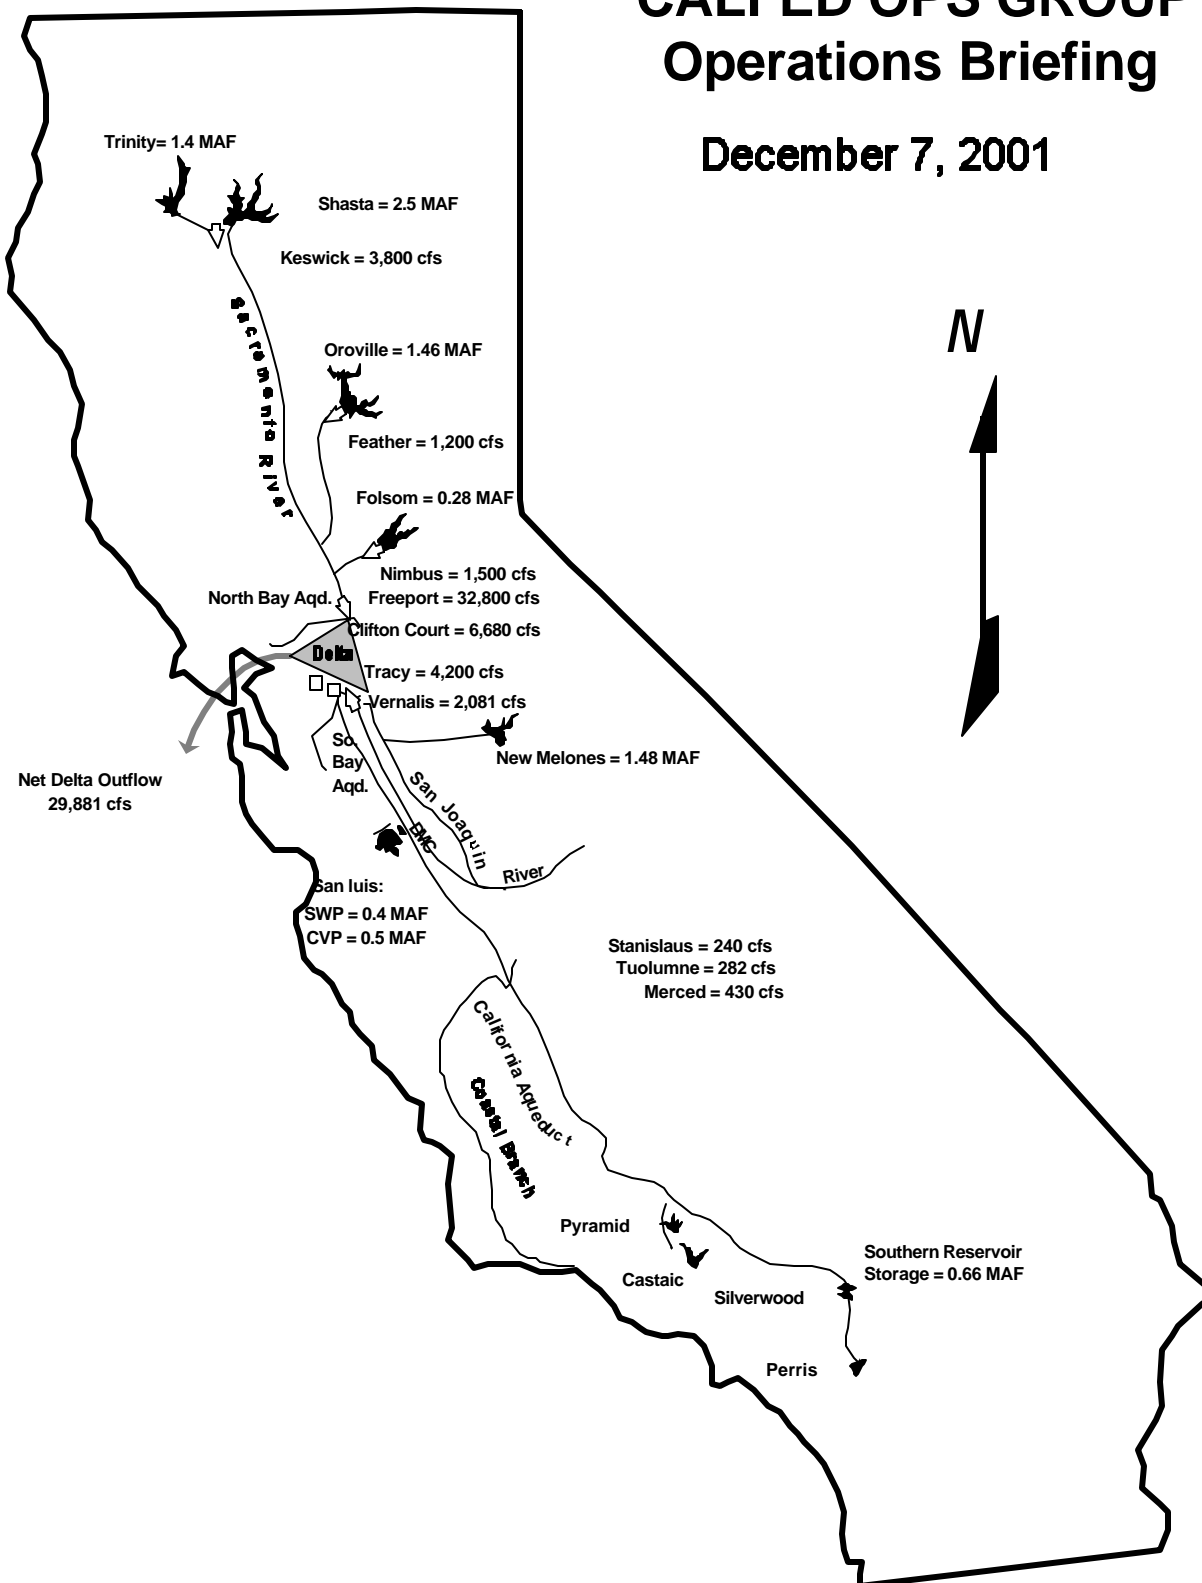 CALFED OPS GROUP
Operations Briefing
December 7, 2001
Trinity= 1.4 MAF
Shasta = 2.5 MAF
Keswick = 3,800 cfs
Sacramento River
N
Oroville = 1.46 MAF
Feather = 1,200 cfs
Folsom = 0.28 MAF
Nimbus = 1,500 cfs
North Bay Aqd.
Freeport = 32,800 cfs
Clifton Court = 6,680 cfs
Delta
Tracy = 4,200 cfs
Vernalis = 2,081 cfs
So.
Bay
Aqd.
New Melones = 1.48 MAF
Net Delta Outflow
29,881 cfs
San Joaquin
River
DMC
San luis:
SWP = 0.4 MAF
CVP = 0.5 MAF
Stanislaus = 240 cfs
Tuolumne = 282 cfs
Merced = 430 cfs
California Aqueduct
Coastal Branch
Pyramid
Castaic
Silverwood
Southern Reservoir
Storage = 0.66 MAF
Perris